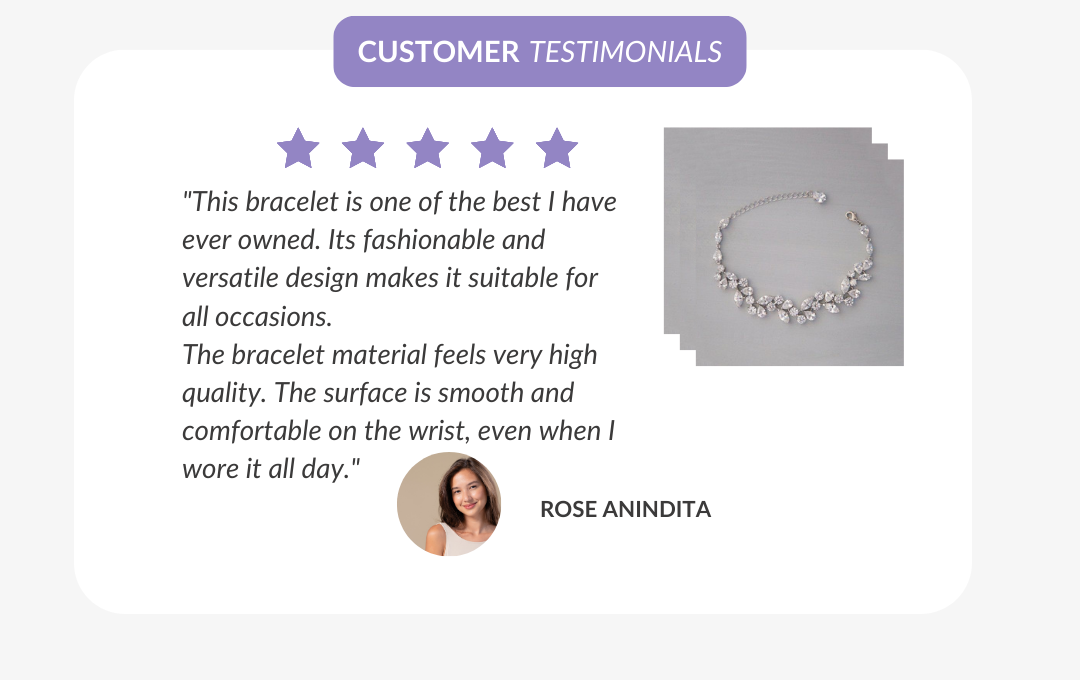 CUSTOMER TESTIMONIALS
"This bracelet is one of the best I have
ever owned. Its fashionable and
versatile design makes it suitable for
all occasions.
The bracelet material feels very high
quality. The surface is smooth and
comfortable on the wrist, even when I
wore it all day."
ROSE ANINDITA